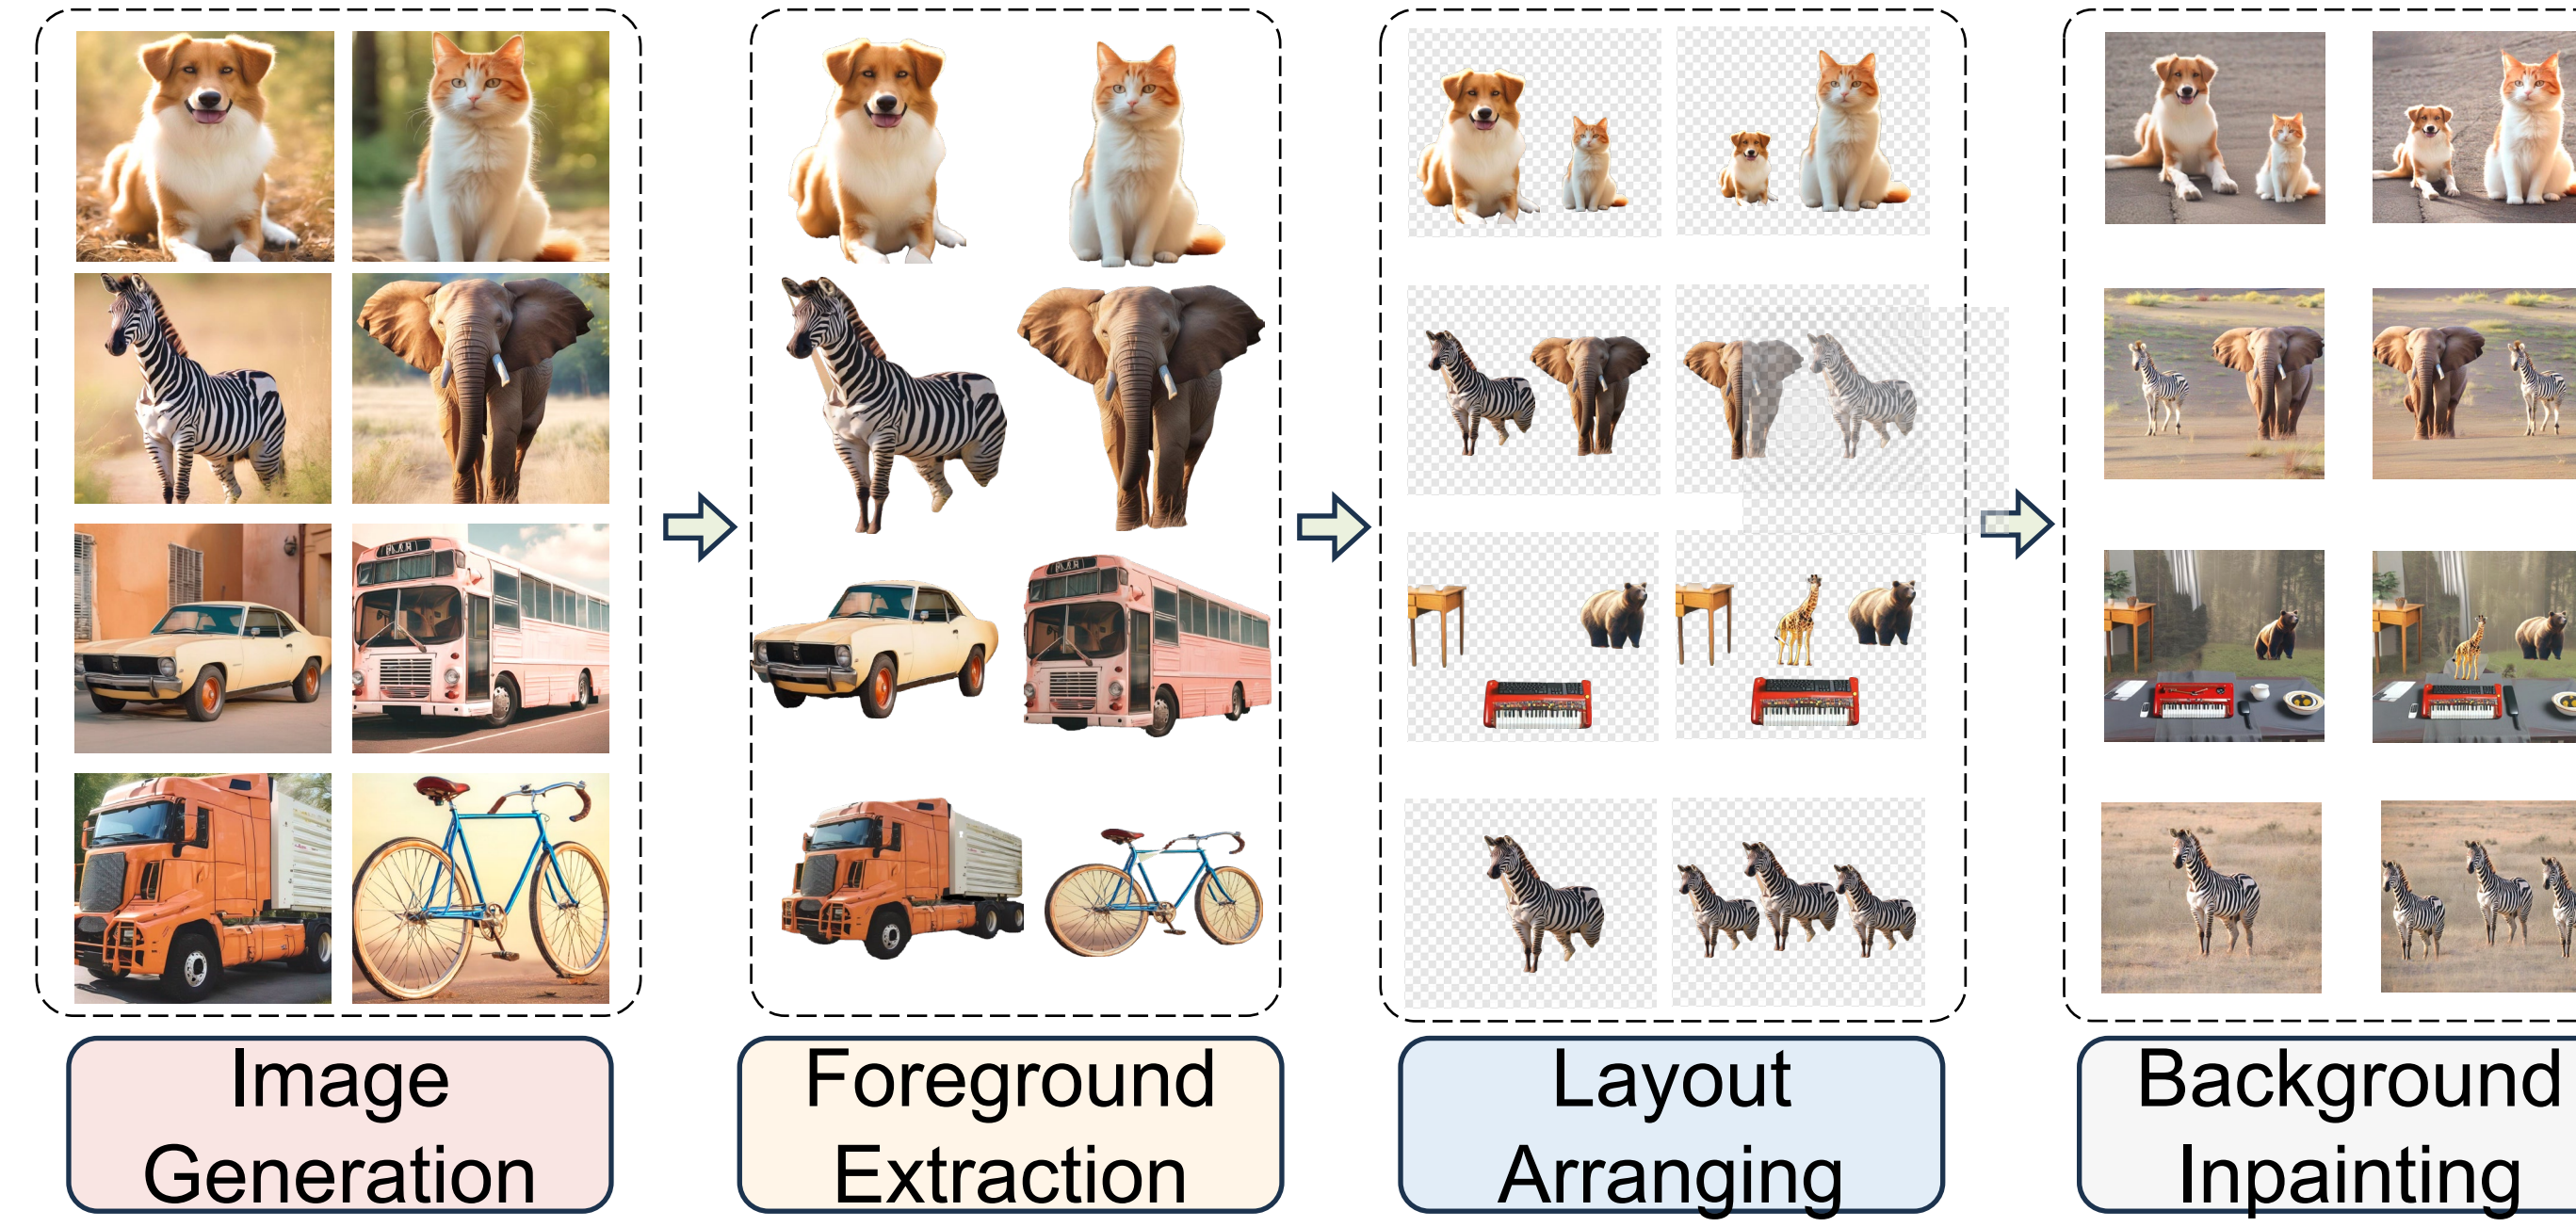 Image
Generation
Foreground
Extraction
Layout
Arranging
Background
Inpainting